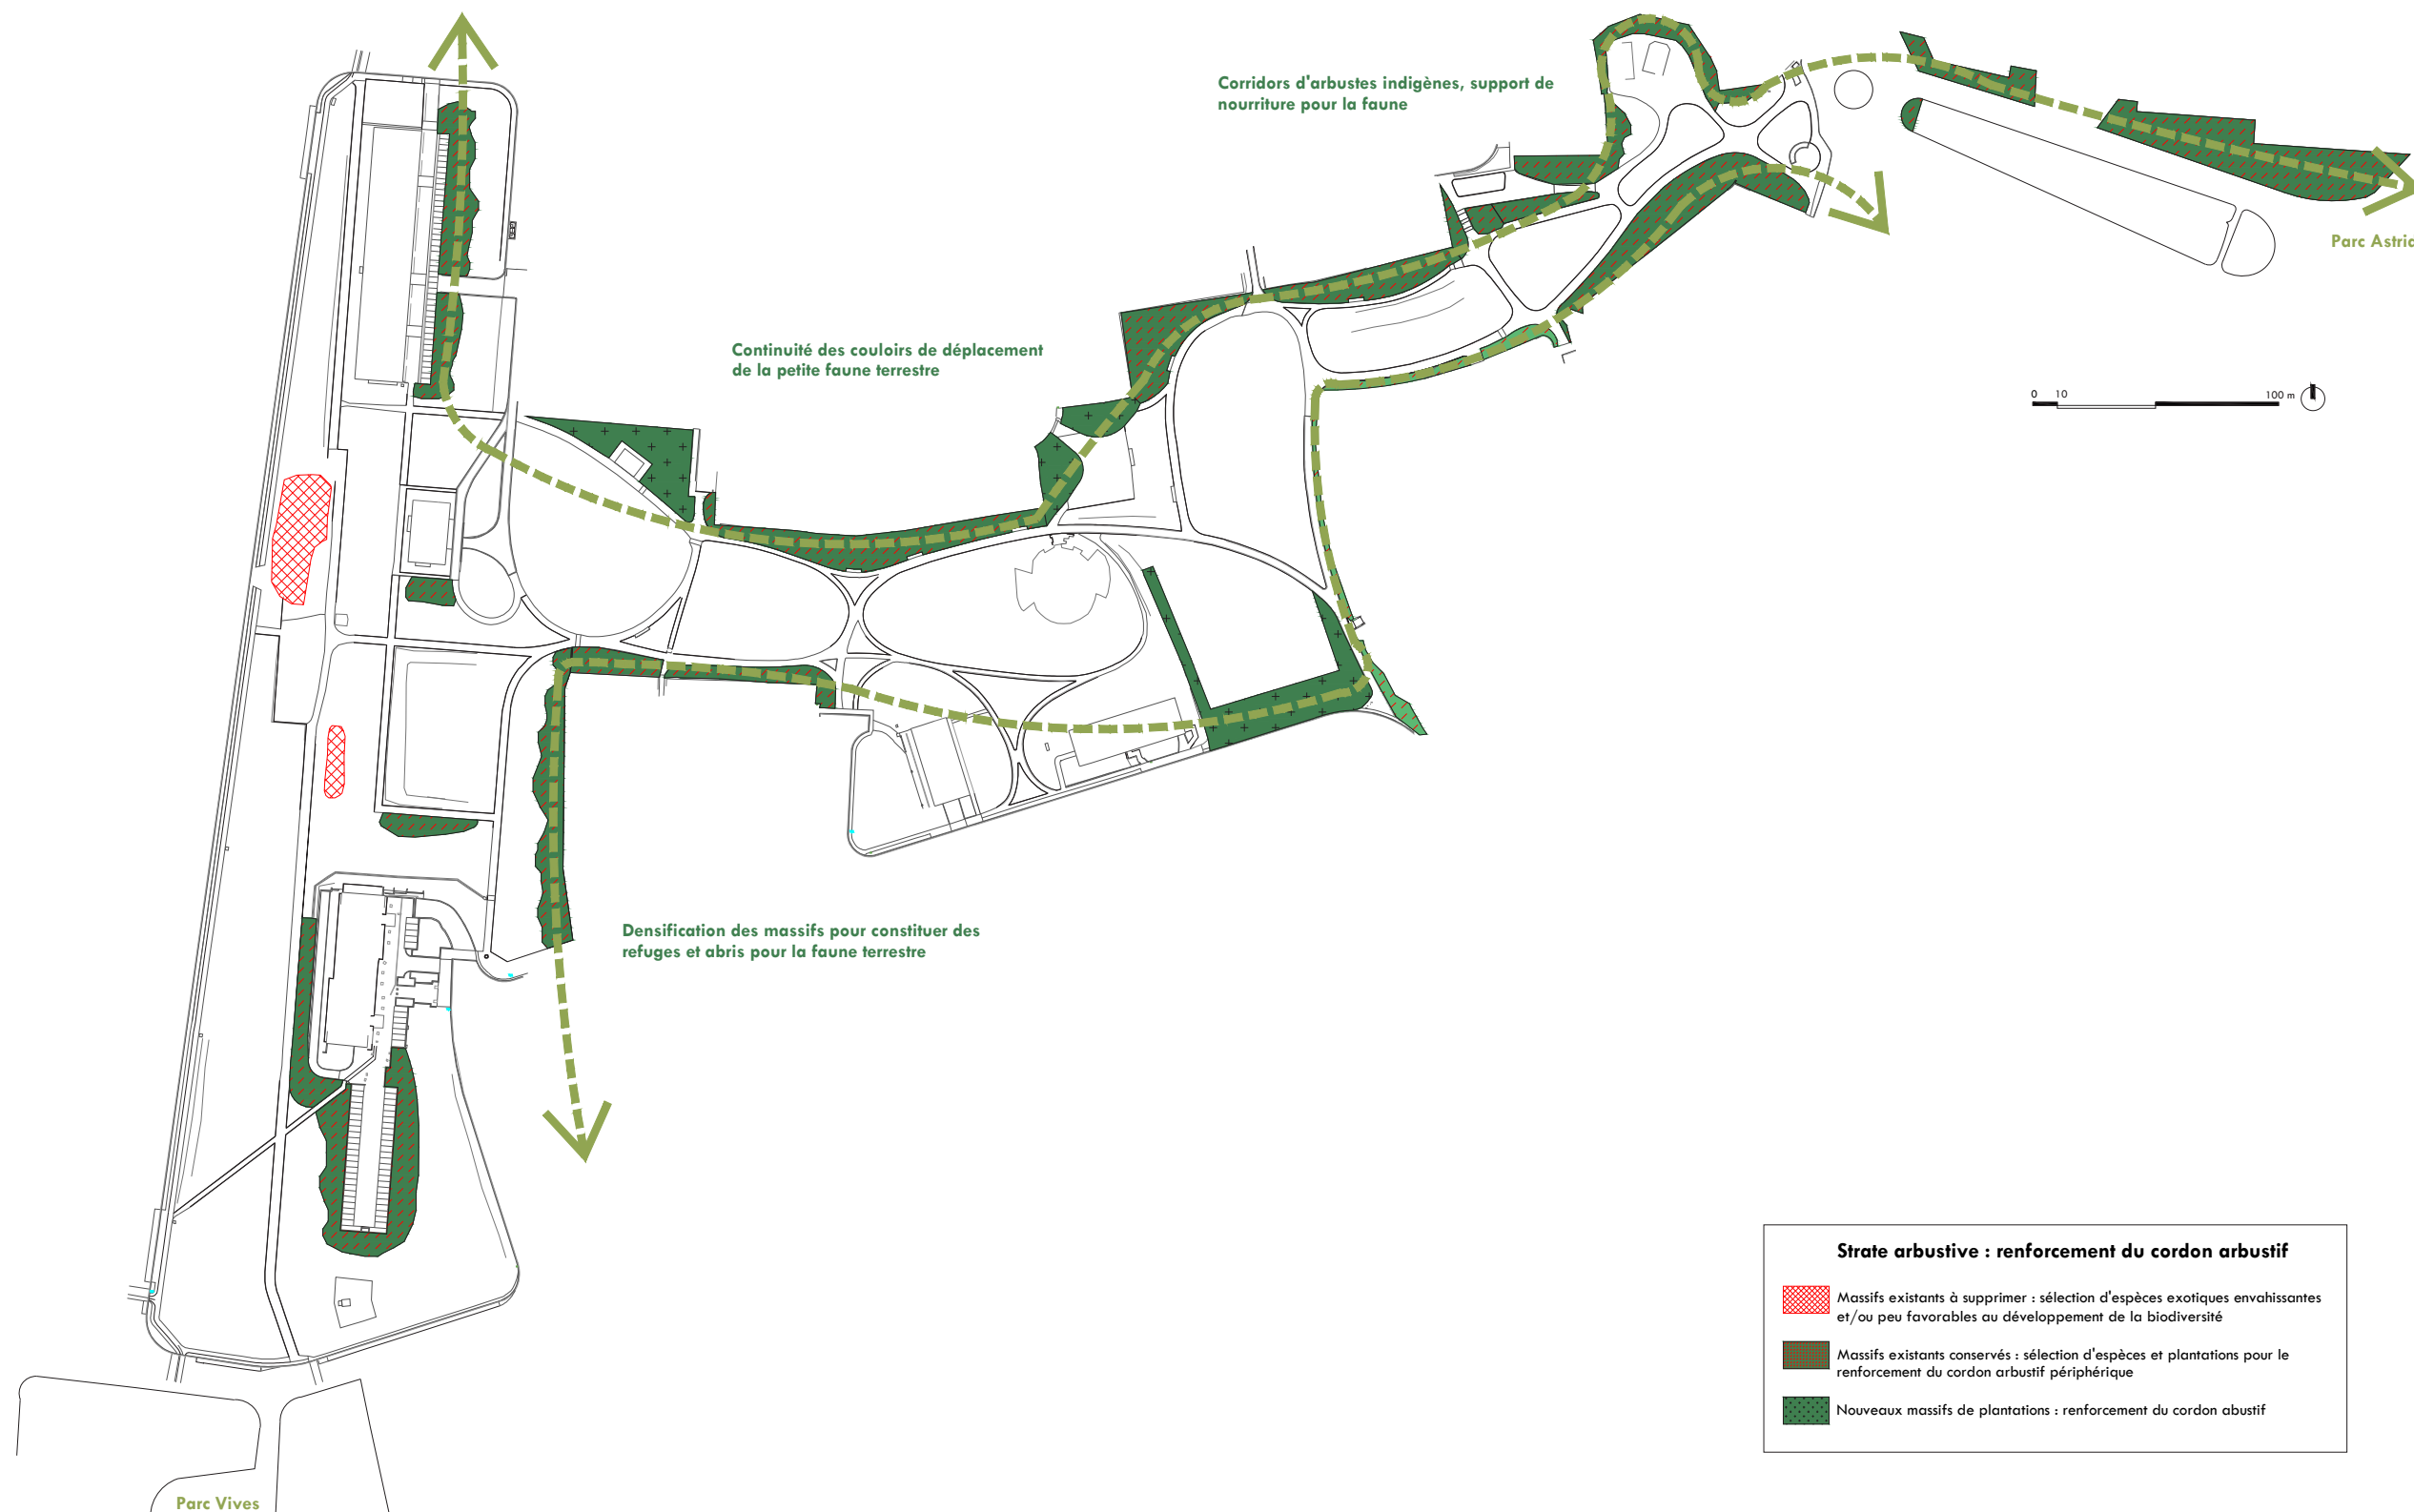 Corridors d'arbustes indigènes, support de
nourriture pour la faune
Parc Astrid
Continuité des couloirs de déplacement
de la petite faune terrestre
0 10 100 m
Densification des massifs pour constituer des
refuges et abris pour la faune terrestre
Strate arbustive : renforcement du cordon arbustif
Massifs existants à supprimer : sélection d'espèces exotiques envahissantes
et/ou peu favorables au développement de la biodiversité
Massifs existants conservés : sélection d'espèces et plantations pour le
renforcement du cordon arbustif périphérique
Nouveaux massifs de plantations : renforcement du cordon abustif
Parc Vives